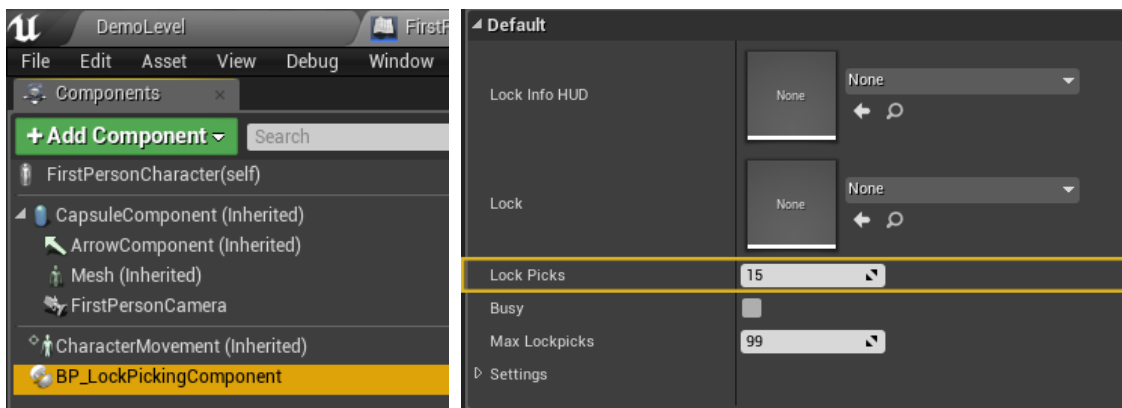 DemoLevel
FirstP
File Edit Asset View Debug Window
Components
+Add Component
Search
FirstPersonCharacter(self)
CapsuleComponent (Inherited)
ArrowComponent (Inherited)
Mesh (Inherited)
FirstPersonCamera
CharacterMovement (Inherited)
BP_LockPickingComponent
Default
Lock Info HUD
None
None
Lock
None
None
Lock Picks
15
Busy
Max Lockpicks
99
Settings